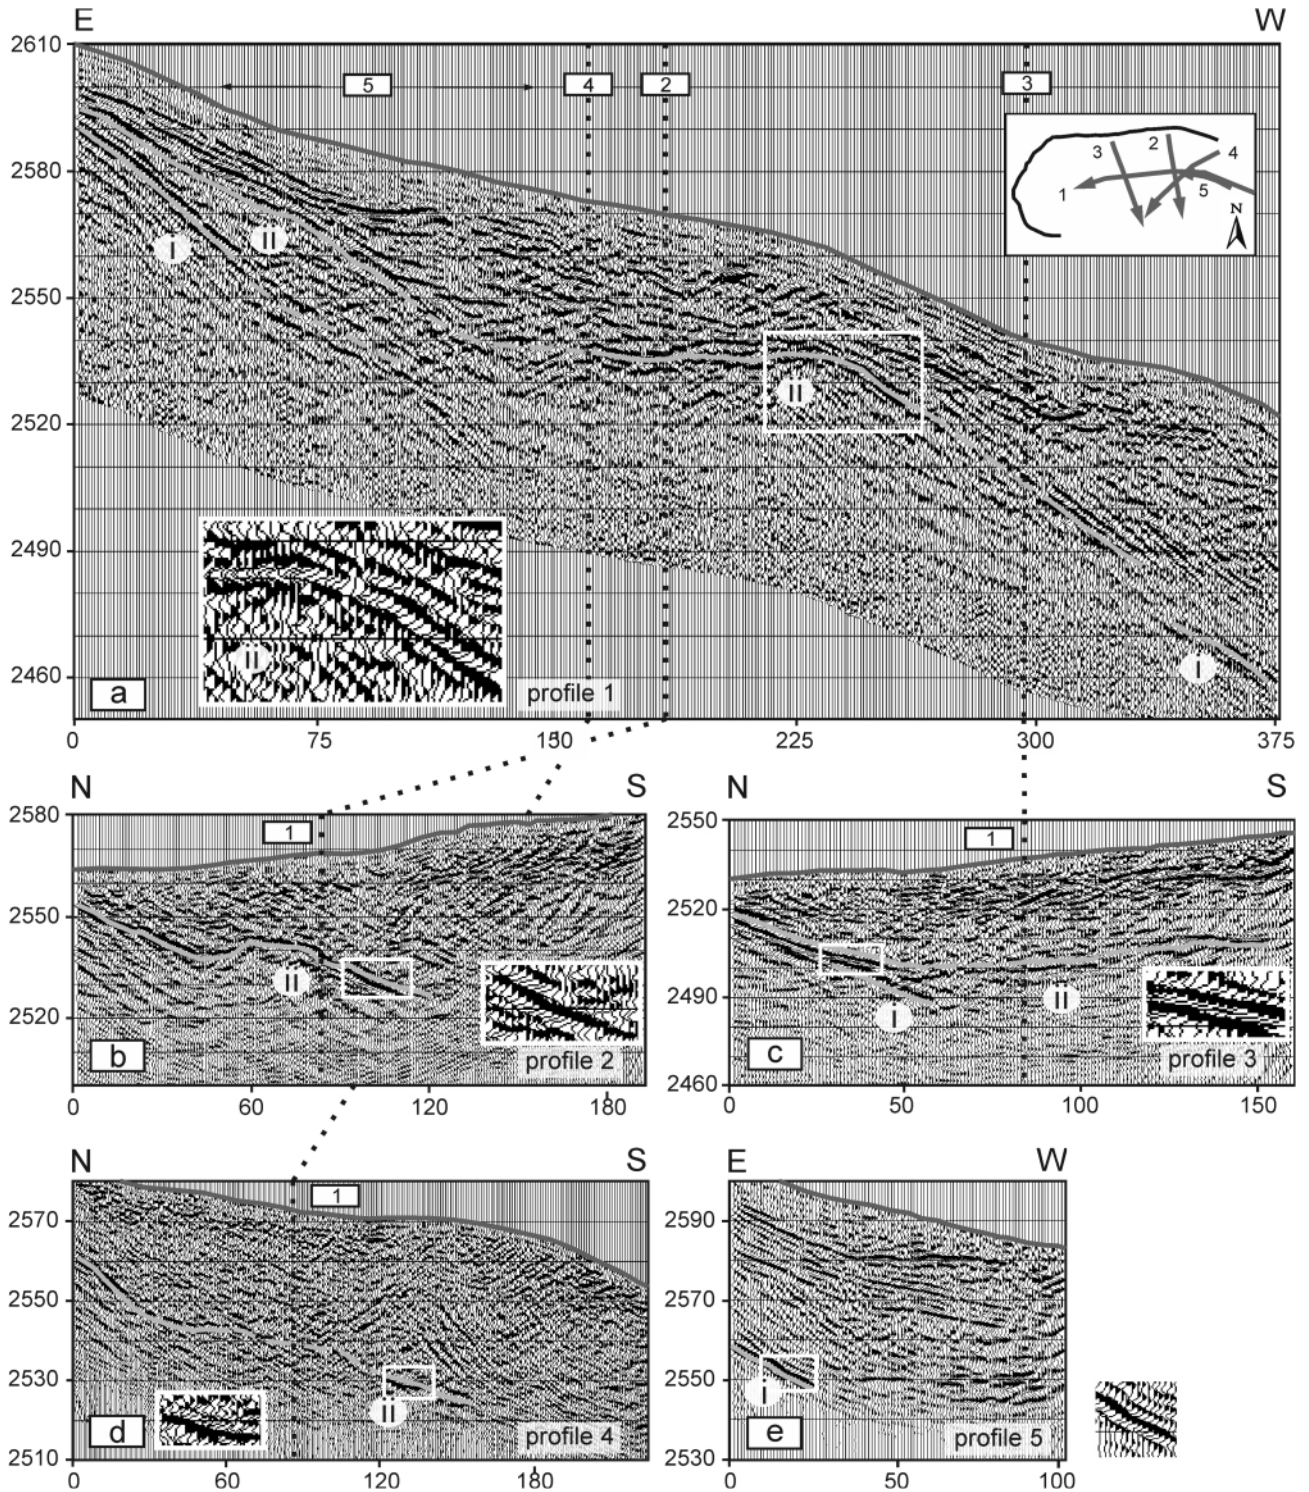 E W
2610
5 4 2 3
3 2 4
1 5
N
2580
i ii
2550
ii
2520
2490
ii i
2460
a profile 1
0 75 150 225 300 375
N S
N S
2580
1
2550
ii
2520
b profile 2
0 60 120 180
2550
1
2520
2490
i ii
c profile 3
2460
0 50 100 150
N S
E W
1
2570
2550
2530
ii
d profile 4
2510
0 60 120 180
2590
2570
2550
i
e profile 5
2530
0 50 100